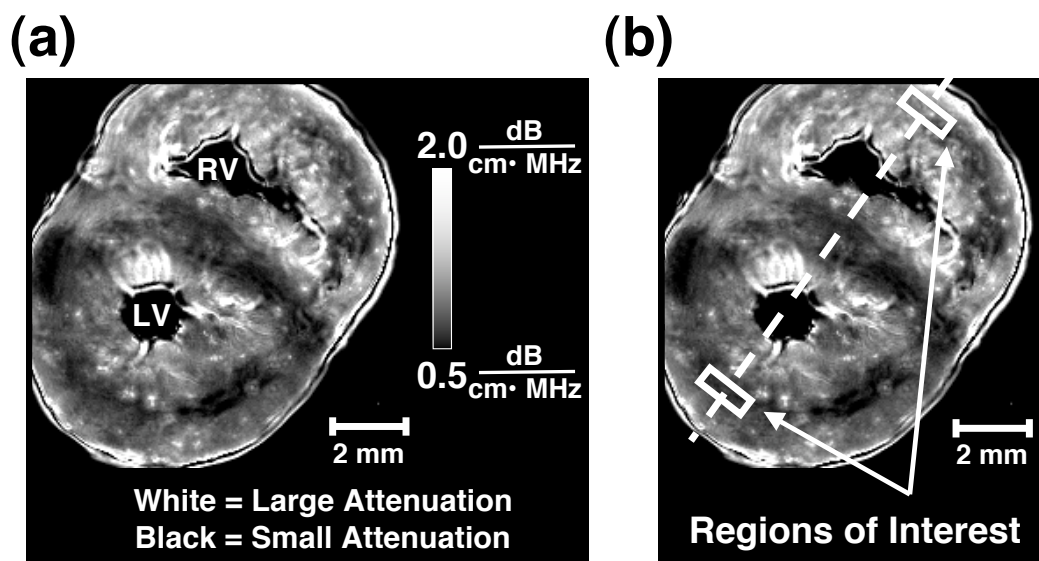 (a)
RV
LV
2.0 dB
cm• MHz
0.5 dB
cm• MHz
2 mm
White = Large Attenuation
Black = Small Attenuation
(b)
2 mm
Regions of Interest